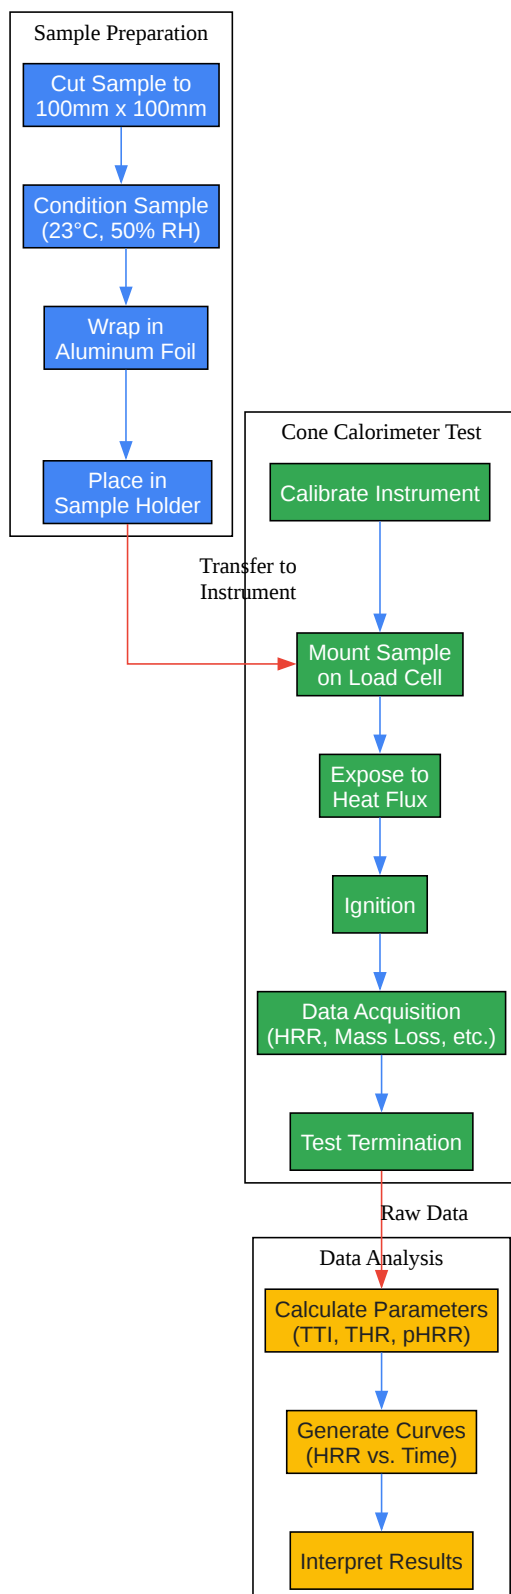 Sample Preparation
Cut Sample to
100mm x 100mm
Condition Sample
(23°C, 50% RH)
Wrap in
Aluminum Foil
Place in
Sample Holder
Transfer to
Instrument
Cone Calorimeter Test
Calibrate Instrument
Mount Sample
on Load Cell
Expose to
Heat Flux
Ignition
Data Acquisition
(HRR, Mass Loss, etc.)
Test Termination
Raw Data
Data Analysis
Calculate Parameters
(TTI, THR, pHRR)
Generate Curves
(HRR vs. Time)
Interpret Results